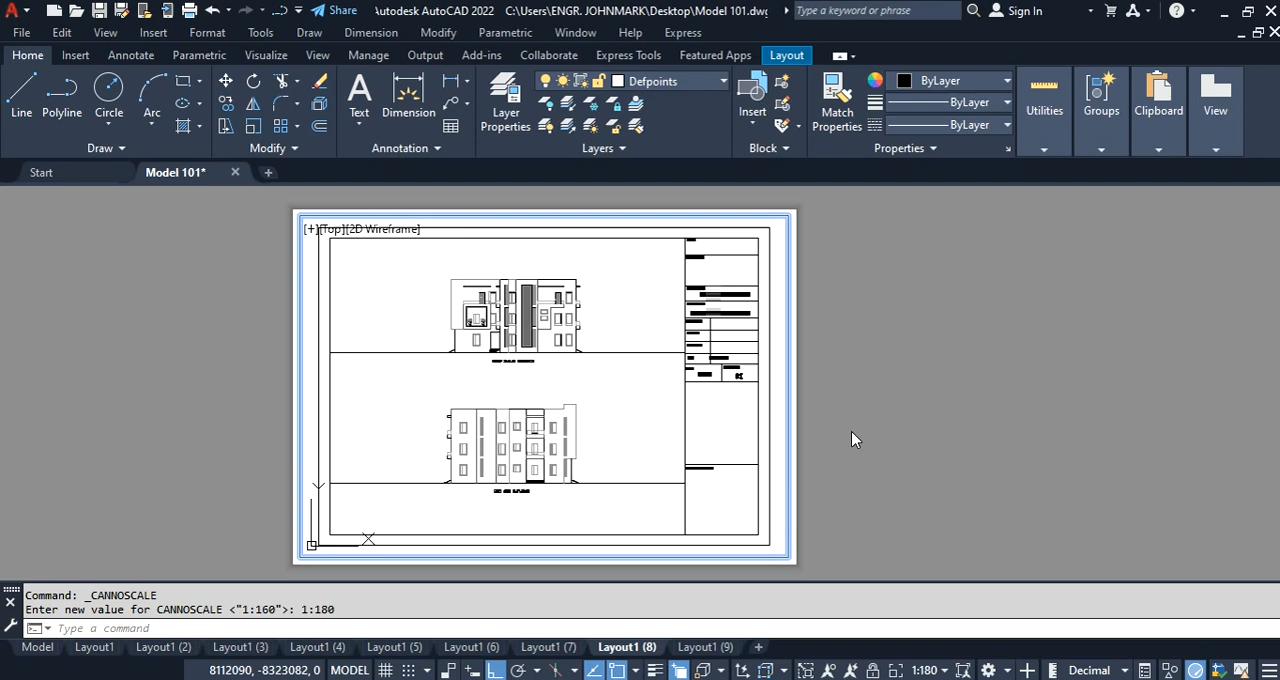 Share
\utodesk AutoCAD 2022 C:\Users\ENGR. JOHNMARK\Desktop\Model 101.dwg
Type a keyword or phrase
Sign In
File Edit View Insert Format Tools Draw Dimension Modify Parametric Window Help Express
Home Insert Annotate Parametric Visualize View Manage Output Add-ins Collaborate Express Tools Featured Apps Layout
Line Polyline Circle Arc Text Dimension Layer Properties Defpoints Insert Match Properties ByLayer ByLayer ByLayer Utilities Groups Clipboard View
Draw Modify Annotation Layers Block Properties
Start Model 101*
[+][Top][2D Wireframe]
X
Command: _CANNOSCALE
Enter new value for CANNOSCALE <"1:160">: 1:180
Type a command
Model Layout1 Layout1 (2) Layout1 (3) Layout1 (4) Layout1 (5) Layout1 (6) Layout1 (7) Layout1 (8) Layout1 (9)
8112090, -8323082, 0 MODEL 1:180 Decimal